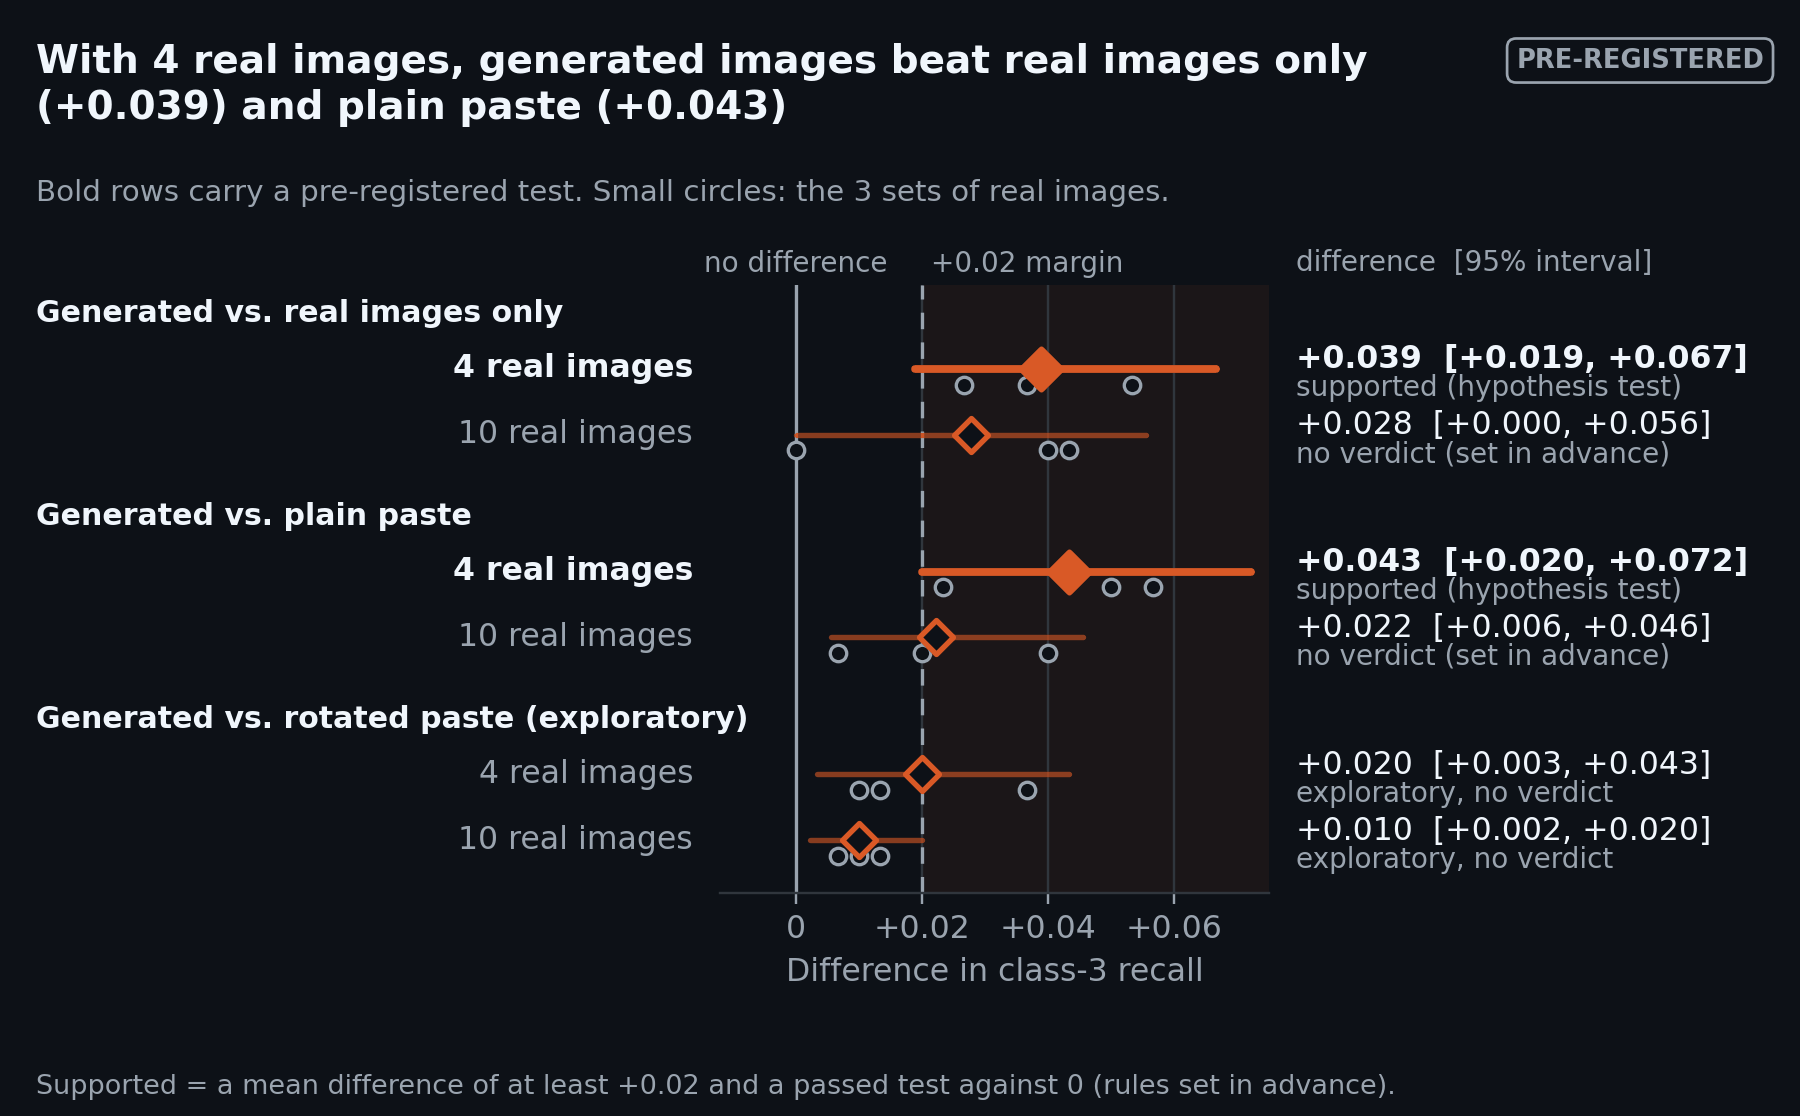 With 4 real images, generated images beat real images only
(+0.039) and plain paste (+0.043)
PRE-REGISTERED
Bold rows carry a pre-registered test. Small circles: the 3 sets of real images.
no difference
+0.02 margin
difference [95% interval]
Generated vs. real images only
4 real images
+0.039 [+0.019, +0.067]
supported (hypothesis test)
10 real images
+0.028 [+0.000, +0.056]
no verdict (set in advance)
Generated vs. plain paste
4 real images
+0.043 [+0.020, +0.072]
supported (hypothesis test)
10 real images
+0.022 [+0.006, +0.046]
no verdict (set in advance)
Generated vs. rotated paste (exploratory)
4 real images
+0.020 [+0.003, +0.043]
exploratory, no verdict
10 real images
+0.010 [+0.002, +0.020]
exploratory, no verdict
0 +0.02 +0.04 +0.06
Difference in class-3 recall
Supported = a mean difference of at least +0.02 and a passed test against 0 (rules set in advance).